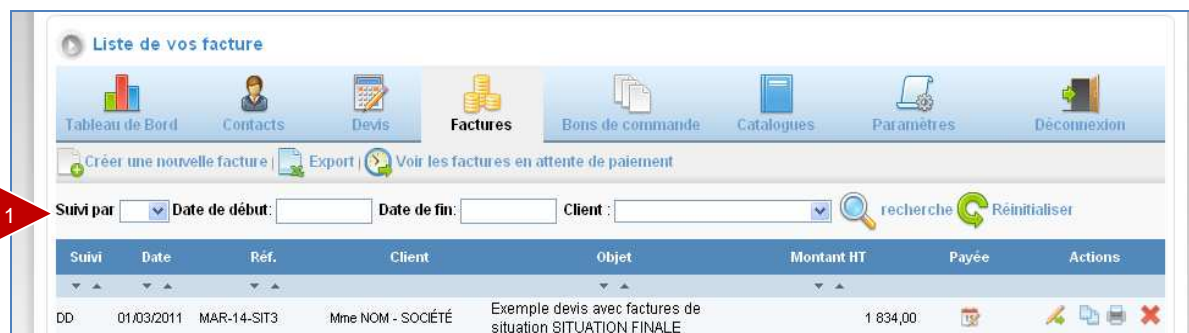 Liste de vos facture
Tableau de Bord Contacts Devis Factures Bons de commande Catalogues Paramètres Déconnexion
Créer une nouvelle facture | Export | Voir les factures en attente de paiement
1
Suivi par Date de début: Date de fin: Client : recherche Réinitialiser
Suivi Date Réf. Client Objet Montant HT Payée Actions
DD 01/03/2011 MAR-14-SIT3 Mme NOM - SOCIÉTÉ Exemple devis avec factures de 1 834,00
situation SITUATION FINALE